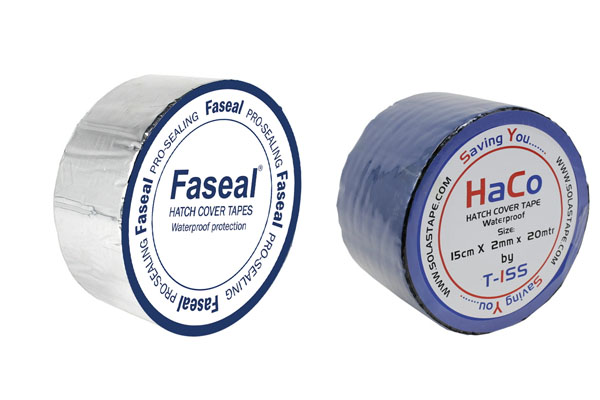 Faseal PRO-SEALING Faseal PRO-SEALING Faseal PRO-SEALING Faseal PRO-SEALING
Faseal®
HATCH COVER TAPES
Waterproof protection
Saving You......
WWW.SOLASTAPE.COM
WWW.SOLASTAPE.COM
HaCo
HATCH COVER TAPE
Waterproof
Size:
15cm X 2mm x 20mtr
by
T-ISS
Saving You......